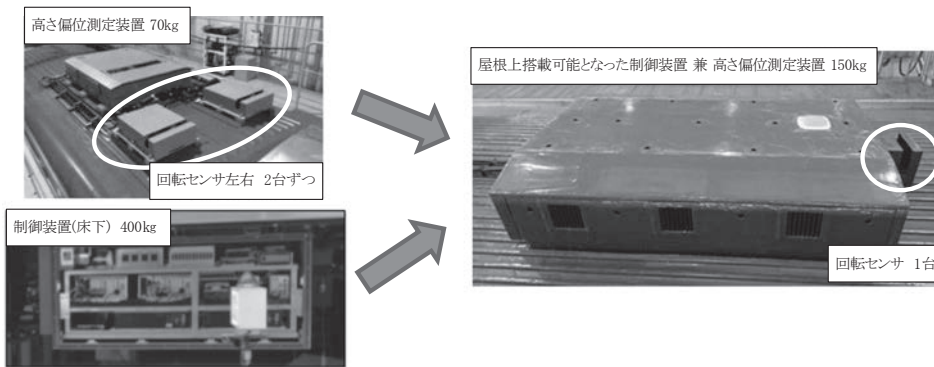 高さ偏位測定装置 70kg
回転センサ左右 2台ずつ
制御装置(床下) 400kg
屋根上搭載可能となった制御装置 兼 高さ偏位測定装置 150kg
回転センサ 1台